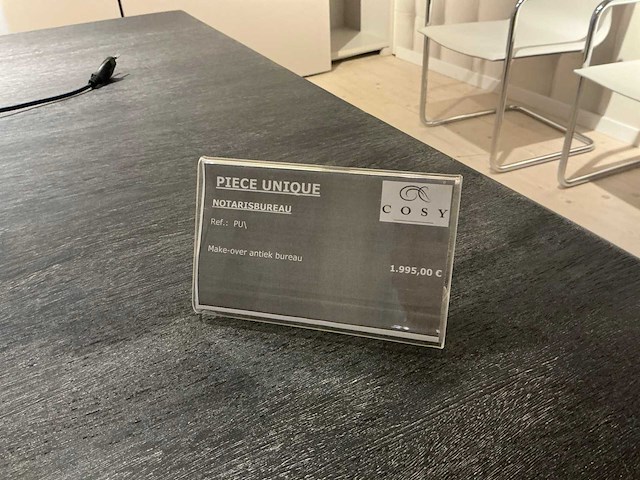 PIECE UNIQUE
COSY
NOTARISBUREAU
Ref.: PU\
Make-over antiek bureau
1.995,00 €